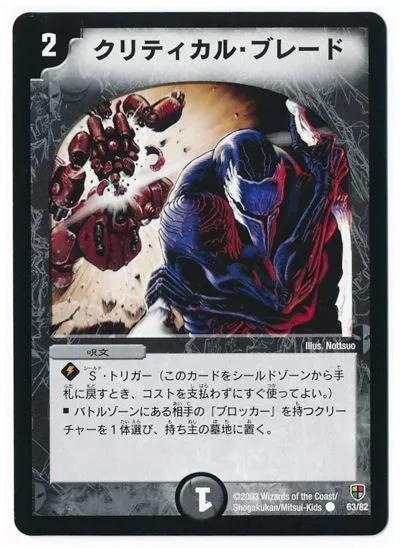 2
クリティカル・ブレード
Illus. Nottsuo
呪文
S・トリガー（このカードをシールドゾーンから手
札に戻すとき、コストを支払わずにすぐ使ってよい。）
■ バトルゾーンにある相手の「ブロッカー」を持つクリ
ーチャーを1体選び、持ち主の墓地に置く。
1
©2003 Wizards of the Coast/
Shogakukan/Mitsui-Kids ● 63/82